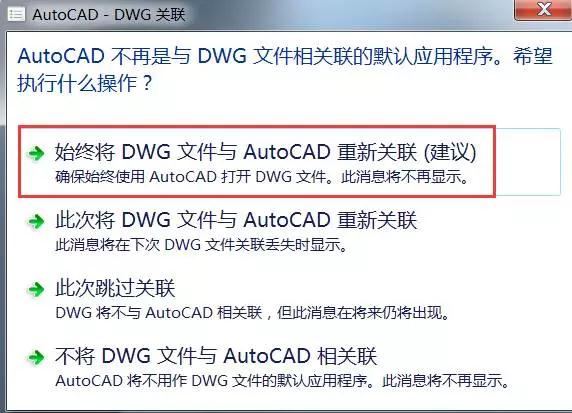 AutoCAD - DWG 关联
AutoCAD 不再是与 DWG 文件相关联的默认应用程序。希望
执行什么操作？
始终将 DWG 文件与 AutoCAD 重新关联 (建议)
确保始终使用 AutoCAD 打开 DWG 文件。此消息将不再显示。
此次将 DWG 文件与 AutoCAD 重新关联
此消息将在下次 DWG 文件关联丢失时显示。
此次跳过关联
DWG 将不与 AutoCAD 相关联，但此消息在将来仍将出现。
不将 DWG 文件与 AutoCAD 相关联
AutoCAD 将不用作 DWG 文件的默认应用程序。此消息将不再显示。